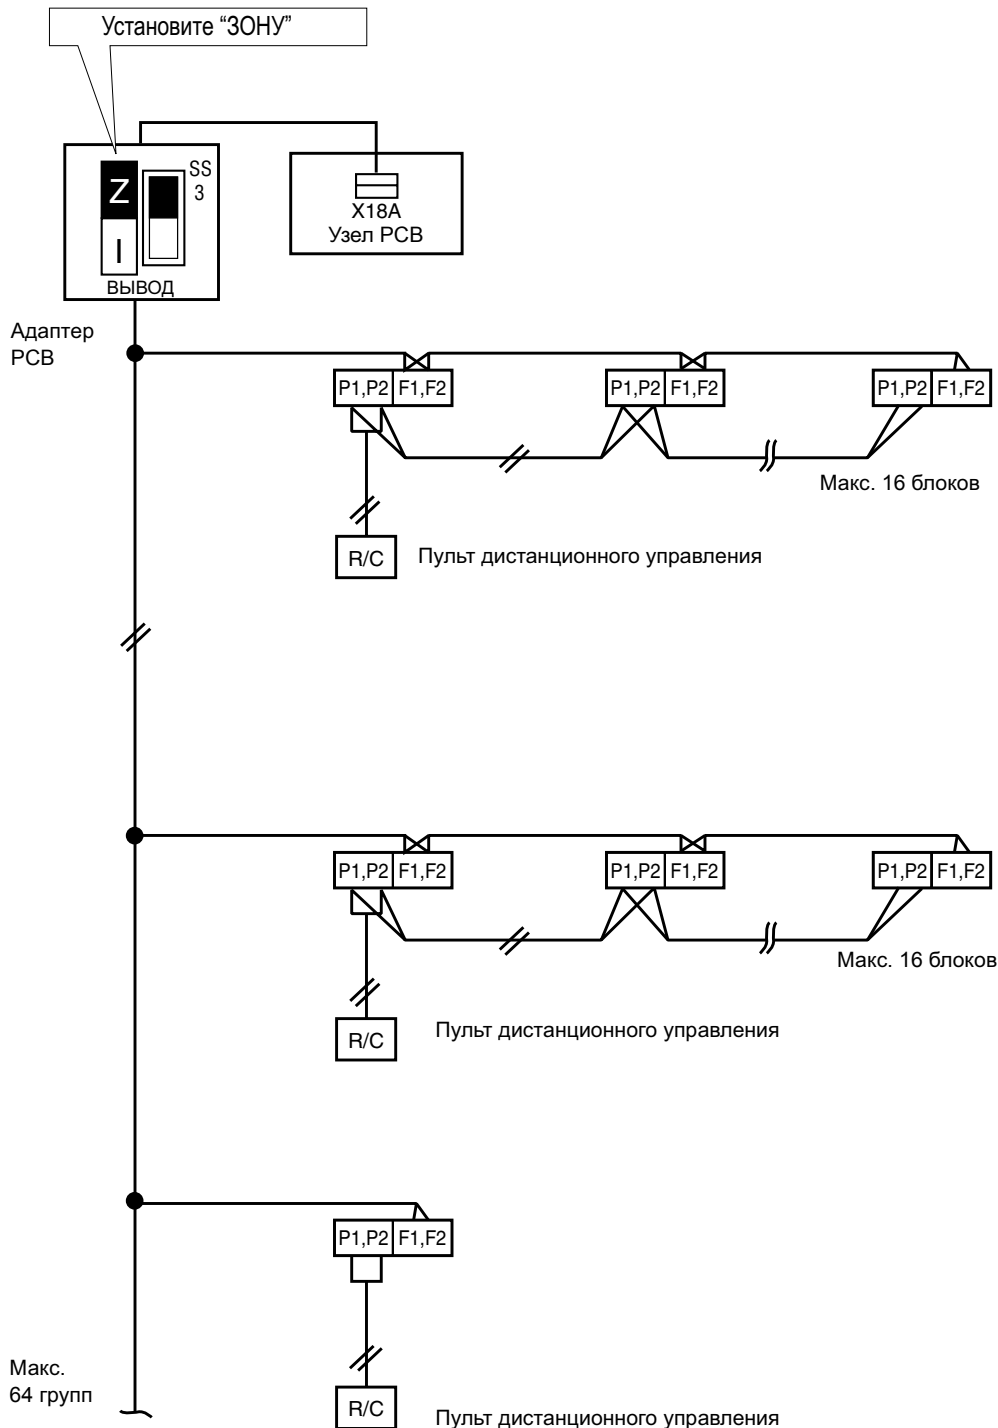 Установите “ЗОНУ”
Z
I
SS
3
ВЫВОД
X18A
Узел PCB
Адаптер
PCB
P1,P2 F1,F2
P1,P2 F1,F2
P1,P2 F1,F2
Макс. 16 блоков
R/C
Пульт дистанционного управления
P1,P2 F1,F2
P1,P2 F1,F2
P1,P2 F1,F2
Макс. 16 блоков
R/C
Пульт дистанционного управления
P1,P2 F1,F2
Макс.
64 групп
R/C
Пульт дистанционного управления